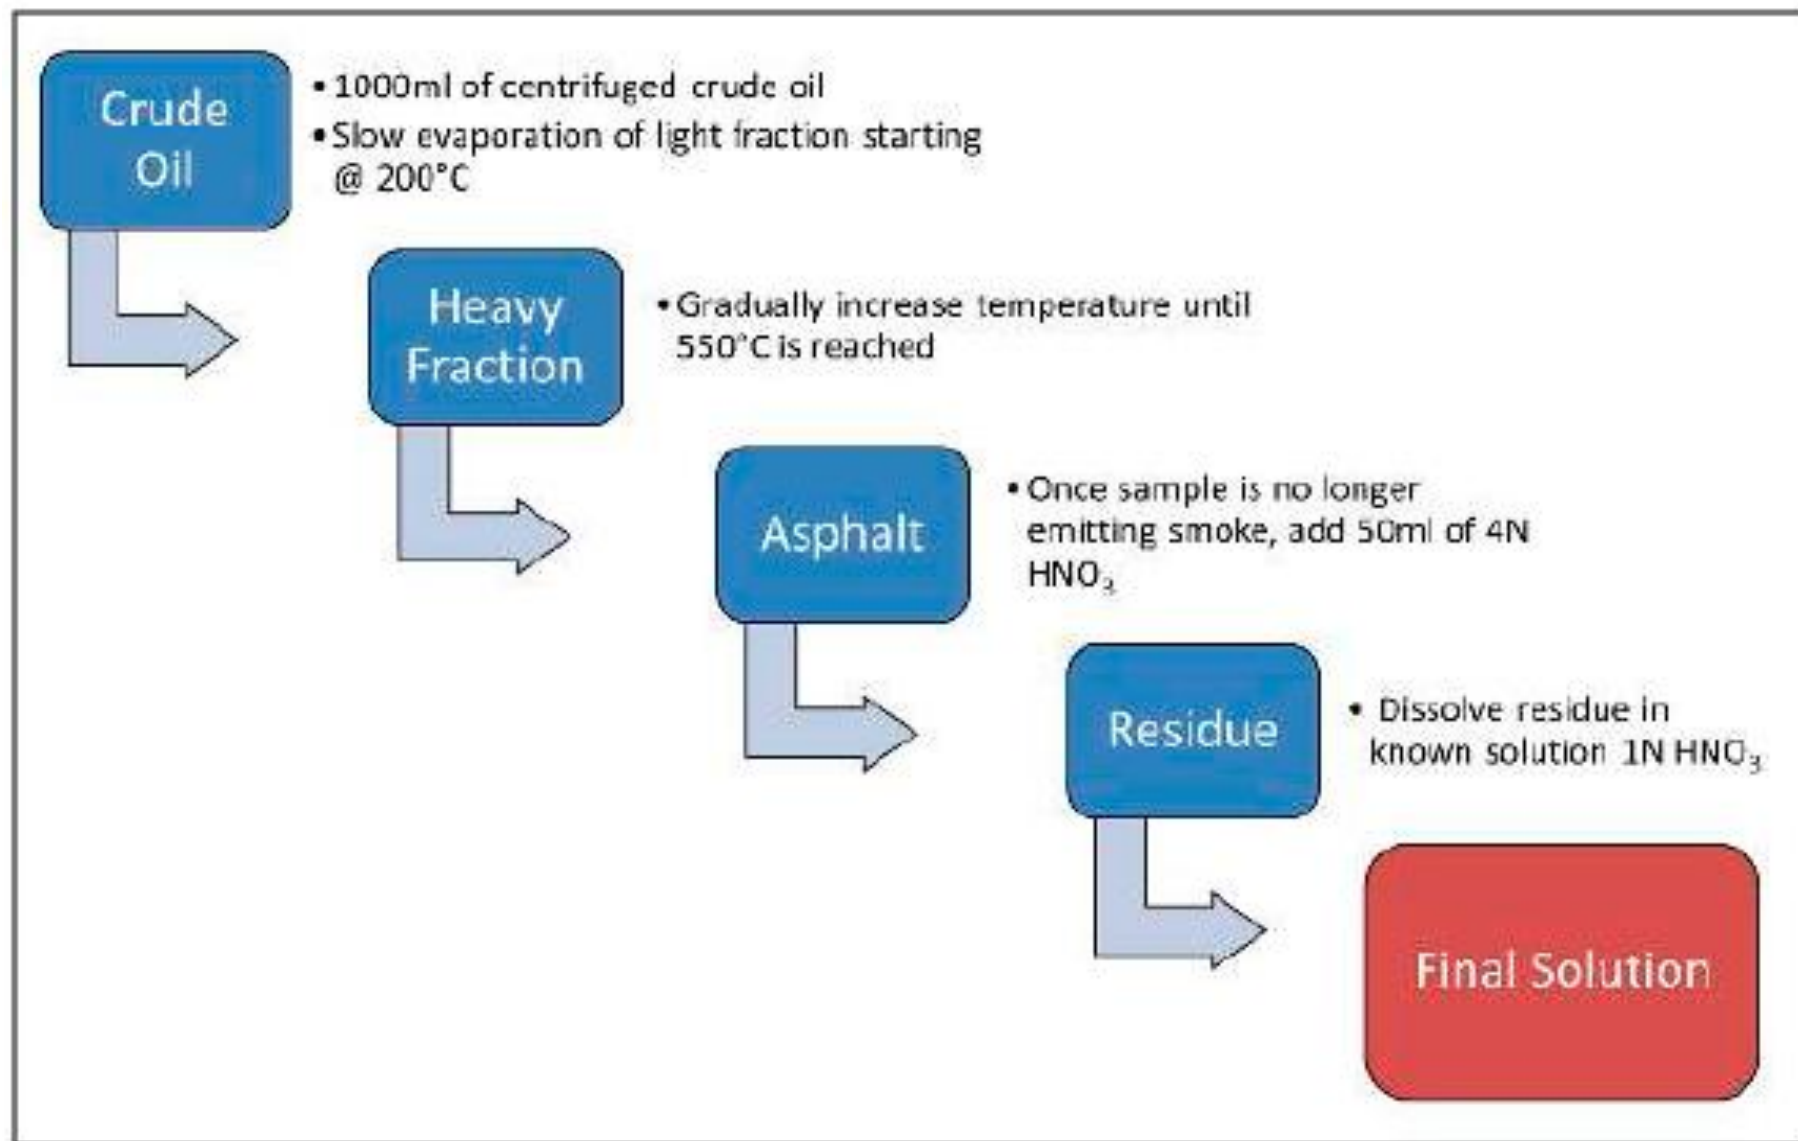 Crude
Oil
• 1000ml of centrifuged crude oil
• Slow evaporation of light fraction starting
@ 200°C
Heavy
Fraction
• Gradually increase temperature until
550°C is reached
Asphalt
• Once sample is no longer
emitting smoke, add 50ml of 4N
HNO₃
Residue
• Dissolve residue in
known solution 1N HNO₃
Final Solution